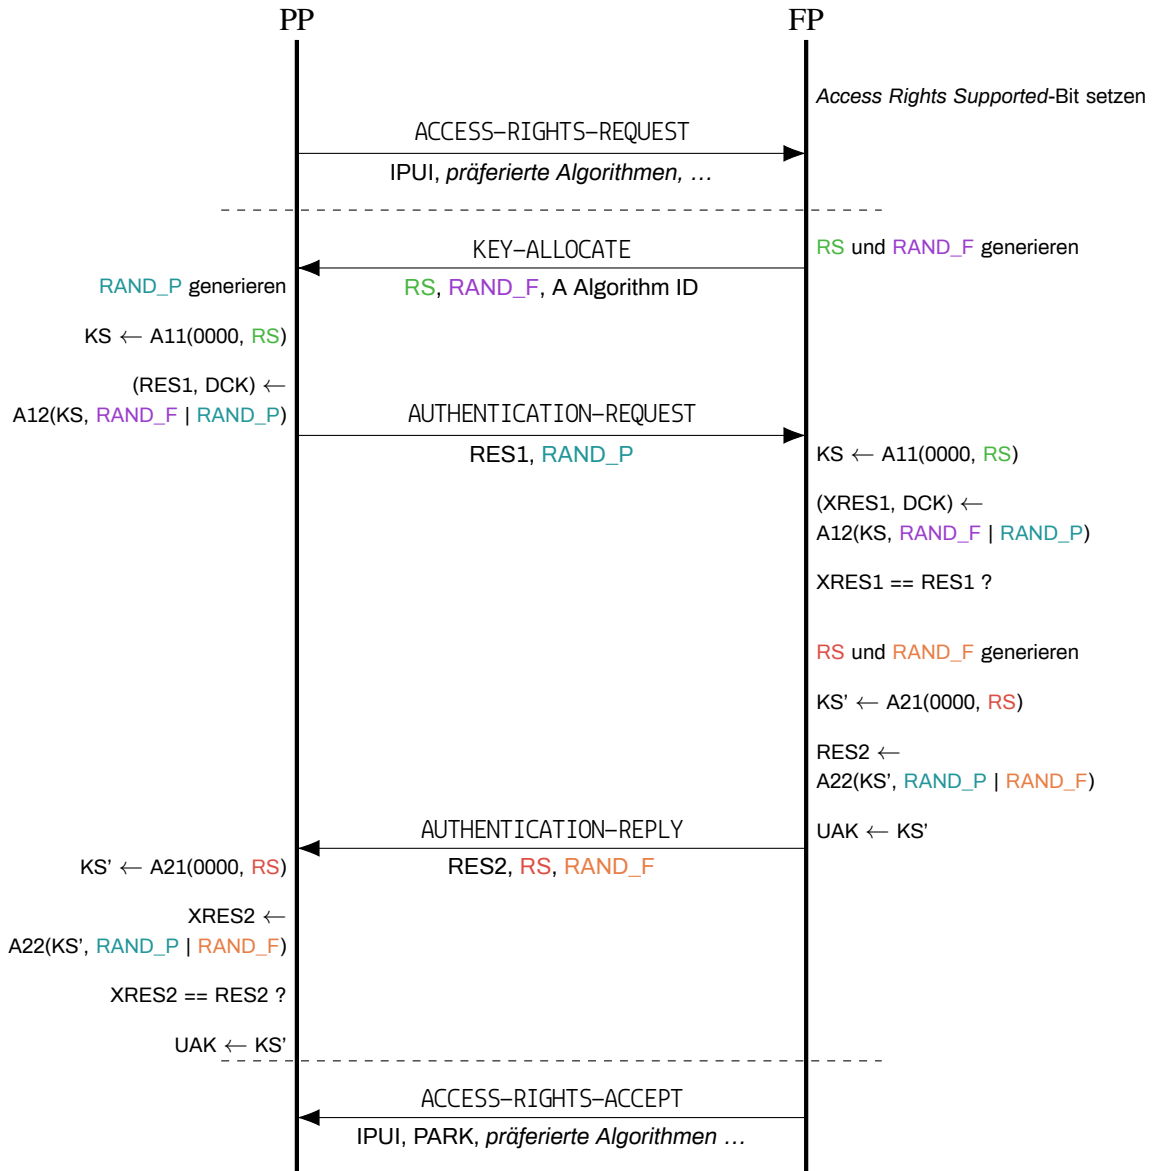 PP
FP
Access Rights Supported-Bit setzen
ACCESS-RIGHTS-REQUEST
IPUI, präferierte Algorithmen, …
RS und RAND_F generieren
KEY-ALLOCATE
RS, RAND_F, A Algorithm ID
RAND_P generieren
KS ← A11(0000, RS)
(RES1, DCK) ←
A12(KS, RAND_F | RAND_P)
AUTHENTICATION-REQUEST
RES1, RAND_P
KS ← A11(0000, RS)
(XRES1, DCK) ←
A12(KS, RAND_F | RAND_P)
XRES1 == RES1 ?
RS und RAND_F generieren
KS' ← A21(0000, RS)
RES2 ←
A22(KS', RAND_P | RAND_F)
UAK ← KS'
AUTHENTICATION-REPLY
RES2, RS, RAND_F
KS' ← A21(0000, RS)
XRES2 ←
A22(KS', RAND_P | RAND_F)
XRES2 == RES2 ?
UAK ← KS'
ACCESS-RIGHTS-ACCEPT
IPUI, PARK, präferierte Algorithmen …